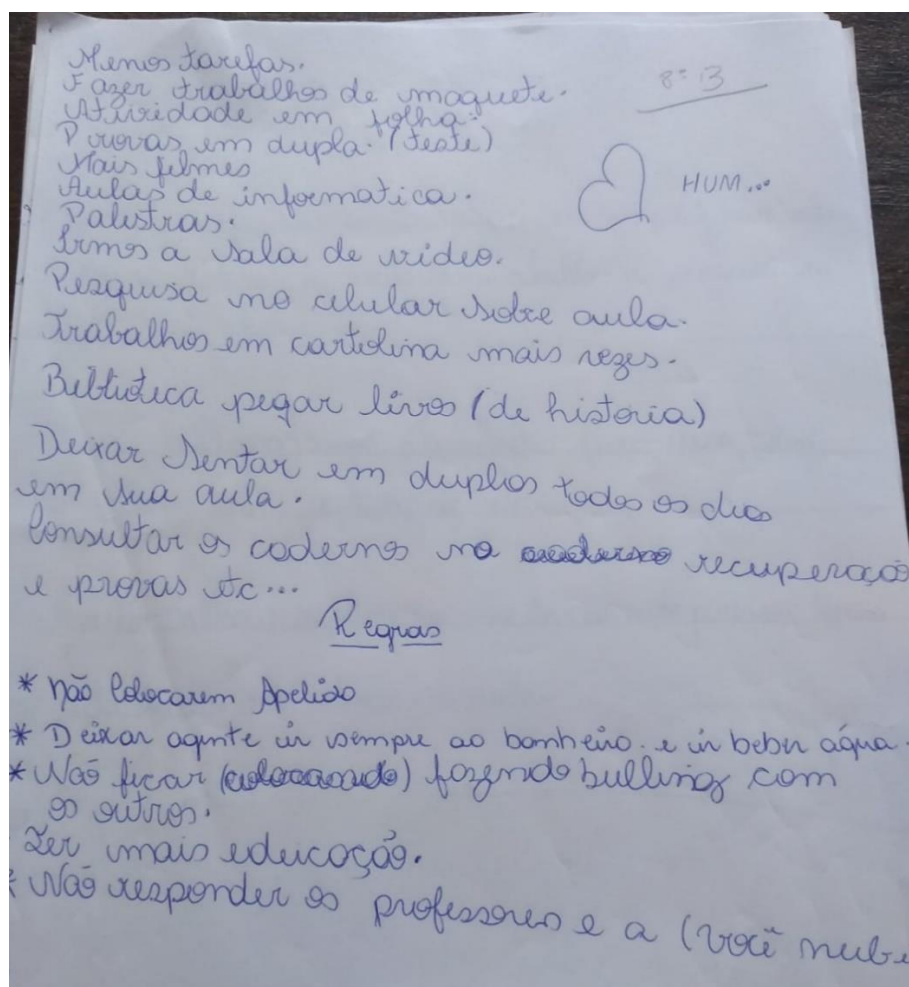 Menos tarefas.
8º 13
Fazer trabalhos de maquete.
Atividade em folha.
Provas em dupla. (teste)
Mais filmes
HUM...
Aulas de informatica.
Palistras.
Irmos a sala de video.
Pesquisa no celular sobre aula.
Trabalhos em cartolina mais vezes.
Biblioteca pegar livros (de historia)
Deixar sentar em duplas todos os dias
em sua aula.
Consultar os cadernos na recuperação
e provas etc...
Regras
* Não Colocarem Apelido
* Deixar agente ir sempre ao banheiro. e ir beber água.
* Não ficar (colocando) fazendo bulling com
os outros.
Ter mais educação.
* Não responder os professores e a (você